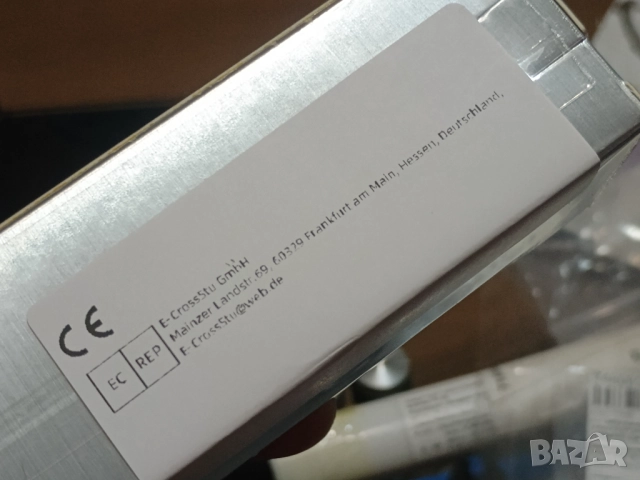 CE
EC REP
E-CrossStu GmbH
Mainzer Landstr.69, 60329 Frankfurt am Main, Hessen, Deutschland,
E-CrossStu@web.de
BAZAR